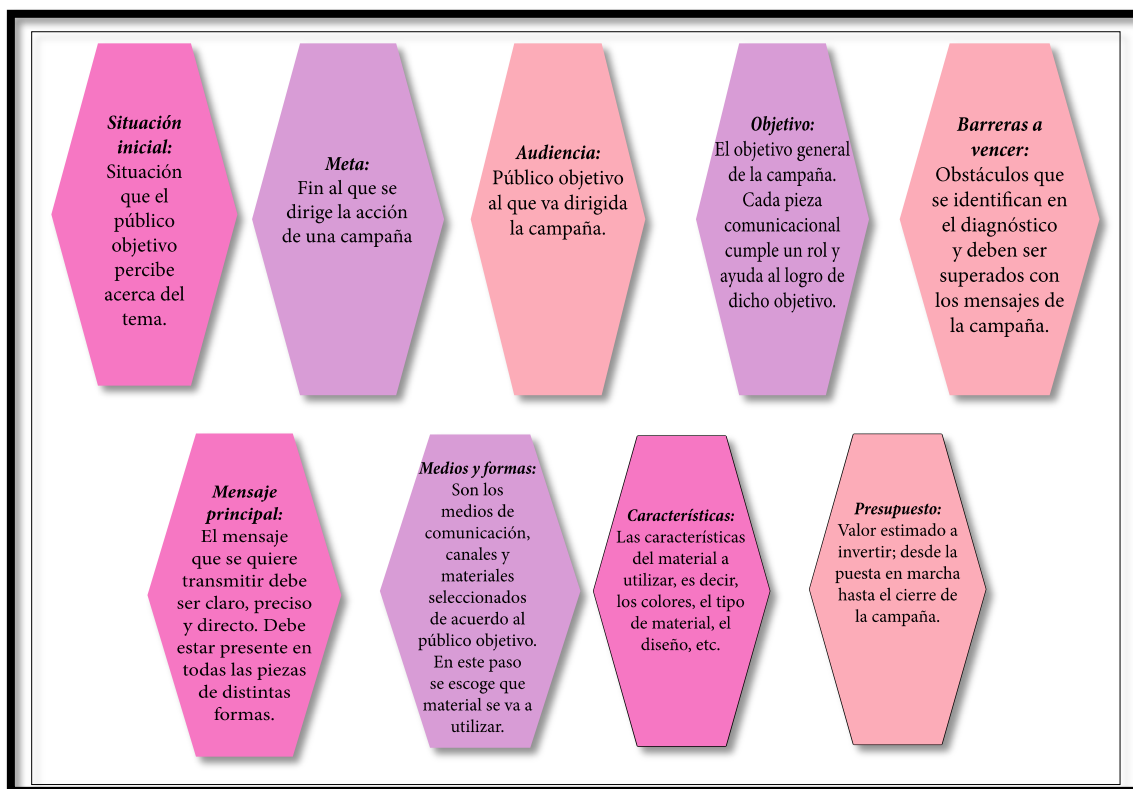 Situación
inicial:
Situación
que el
público
objetivo
percibe
acerca del
tema.
Meta:
Fin al que se
dirige la acción
de una campaña
Audiencia:
Público objetivo
al que va dirigida
la campaña.
Objetivo:
El objetivo general
de la campaña.
Cada pieza
comunicacional
cumple un rol y
ayuda al logro de
dicho objetivo.
Barreras a
vencer:
Obstáculos que
se identifican en
el diagnóstico
y deben ser
superados con
los mensajes de
la campaña.
Mensaje
principal:
El mensaje
que se quiere
transmitir debe
ser claro, preciso
y directo. Debe
estar presente en
todas las piezas
de distintas
formas.
Medios y formas:
Son los
medios de
comunicación,
canales y
materiales
seleccionados
de acuerdo al
público objetivo.
En este paso
se escoge que
material se va a
utilizar.
Características:
Las características
del material a
utilizar, es decir,
los colores, el tipo
de material, el
diseño, etc.
Presupuesto:
Valor estimado a
invertir; desde la
puesta en marcha
hasta el cierre de
la campaña.